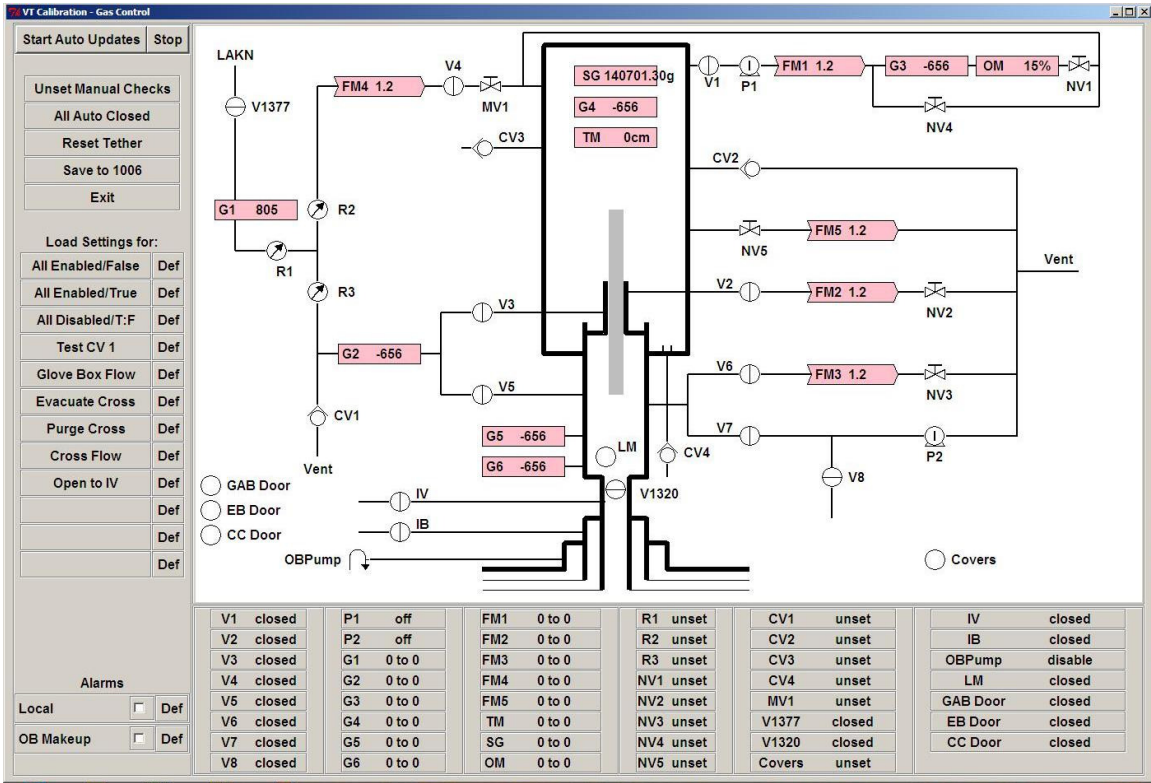 VT Calibration - Gas Control
Start Auto Updates Stop
Unset Manual Checks
All Auto Closed
Reset Tether
Save to 1006
Exit
Load Settings for:
All Enabled/False Def
All Enabled/True Def
All Disabled/T:F Def
Test CV 1 Def
Glove Box Flow Def
Evacuate Cross Def
Purge Cross Def
Cross Flow Def
Open to IV Def
Def
Def
Def
Alarms
Local Def
OB Makeup Def
LAKN
V1377
G1 805
R1
R2
R3
FM4 1.2
V4
MV1
CV3
G2 -656
V3
V5
CV1
Vent
G5 -656
G6 -656
GAB Door
EB Door
CC Door
IV
IB
OBPump
SG 140701.30g
G4 -656
TM 0cm
LM
V1320
CV4
V1
P1
FM1 1.2
G3 -656
OM 15%
NV1
NV4
CV2
NV5
FM5 1.2
Vent
V2
FM2 1.2
NV2
V6
FM3 1.2
NV3
V7
P2
V8
Covers
V1 closed P1 off FM1 0 to 0 R1 unset CV1 unset IV closed
V2 closed P2 off FM2 0 to 0 R2 unset CV2 unset IB closed
V3 closed G1 0 to 0 FM3 0 to 0 R3 unset CV3 unset OBPump disable
V4 closed G2 0 to 0 FM4 0 to 0 NV1 unset CV4 unset LM closed
V5 closed G3 0 to 0 FM5 0 to 0 NV2 unset MV1 unset GAB Door closed
V6 closed G4 0 to 0 TM 0 to 0 NV3 unset V1377 closed EB Door closed
V7 closed G5 0 to 0 SG 0 to 0 NV4 unset V1320 closed CC Door closed
V8 closed G6 0 to 0 OM 0 to 0 NV5 unset Covers unset